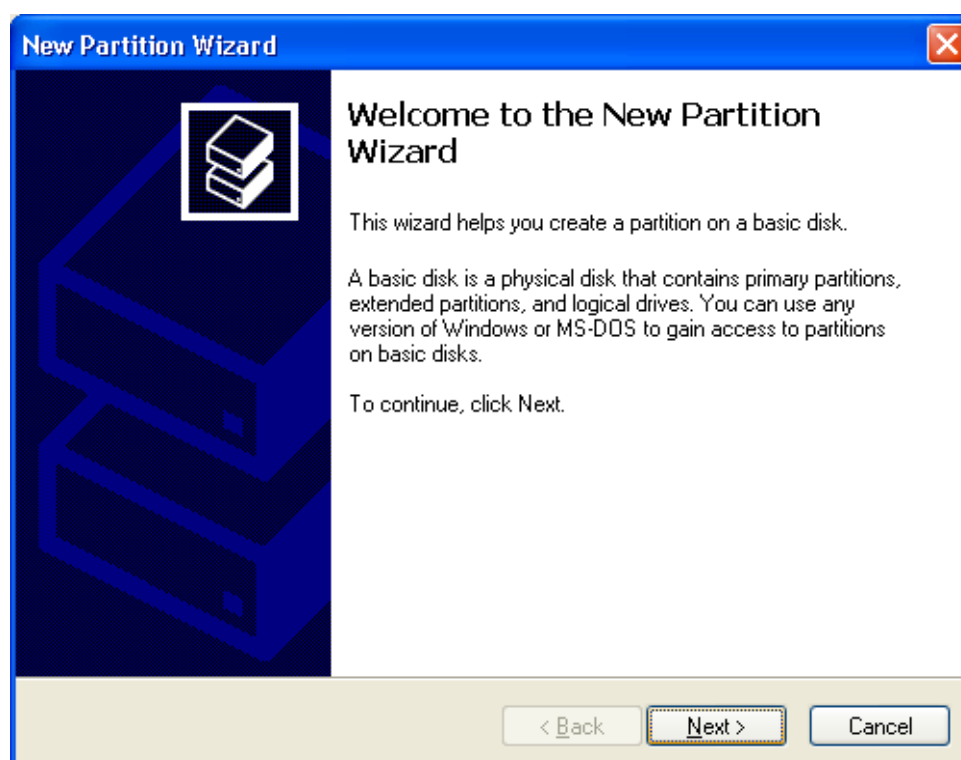 New Partition Wizard
Welcome to the New Partition
Wizard
This wizard helps you create a partition on a basic disk.
A basic disk is a physical disk that contains primary partitions,
extended partitions, and logical drives. You can use any
version of Windows or MS-DOS to gain access to partitions
on basic disks.
To continue, click Next.
< Back
Next >
Cancel